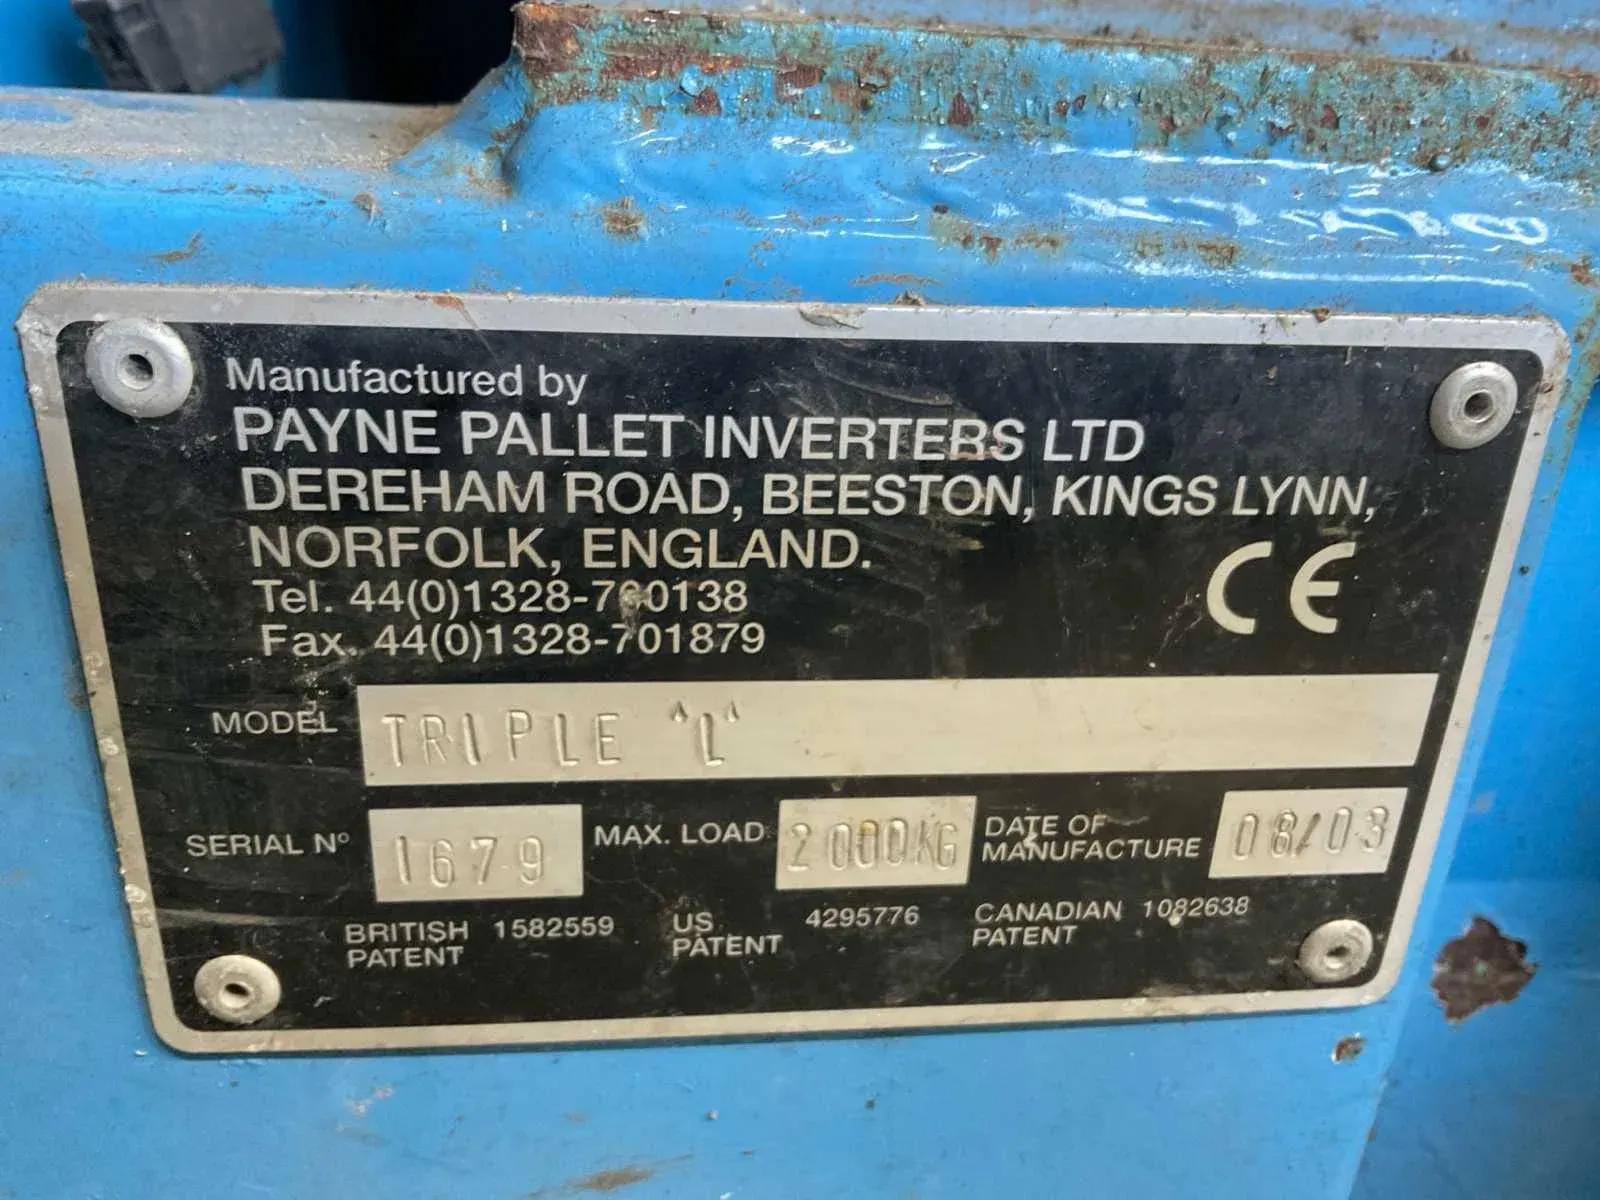 Manufactured by
PAYNE PALLET INVERTERS LTD
DEREHAM ROAD, BEESTON, KINGS LYNN,
NORFOLK, ENGLAND.
Tel. 44(0)1328-700138
Fax. 44(0)1328-701879
CE
MODEL TRIPLE "L"
SERIAL Nº 1679 MAX. LOAD 2000KG DATE OF MANUFACTURE 08/03
BRITISH PATENT 1582559 US PATENT 4295776 CANADIAN PATENT 1082638